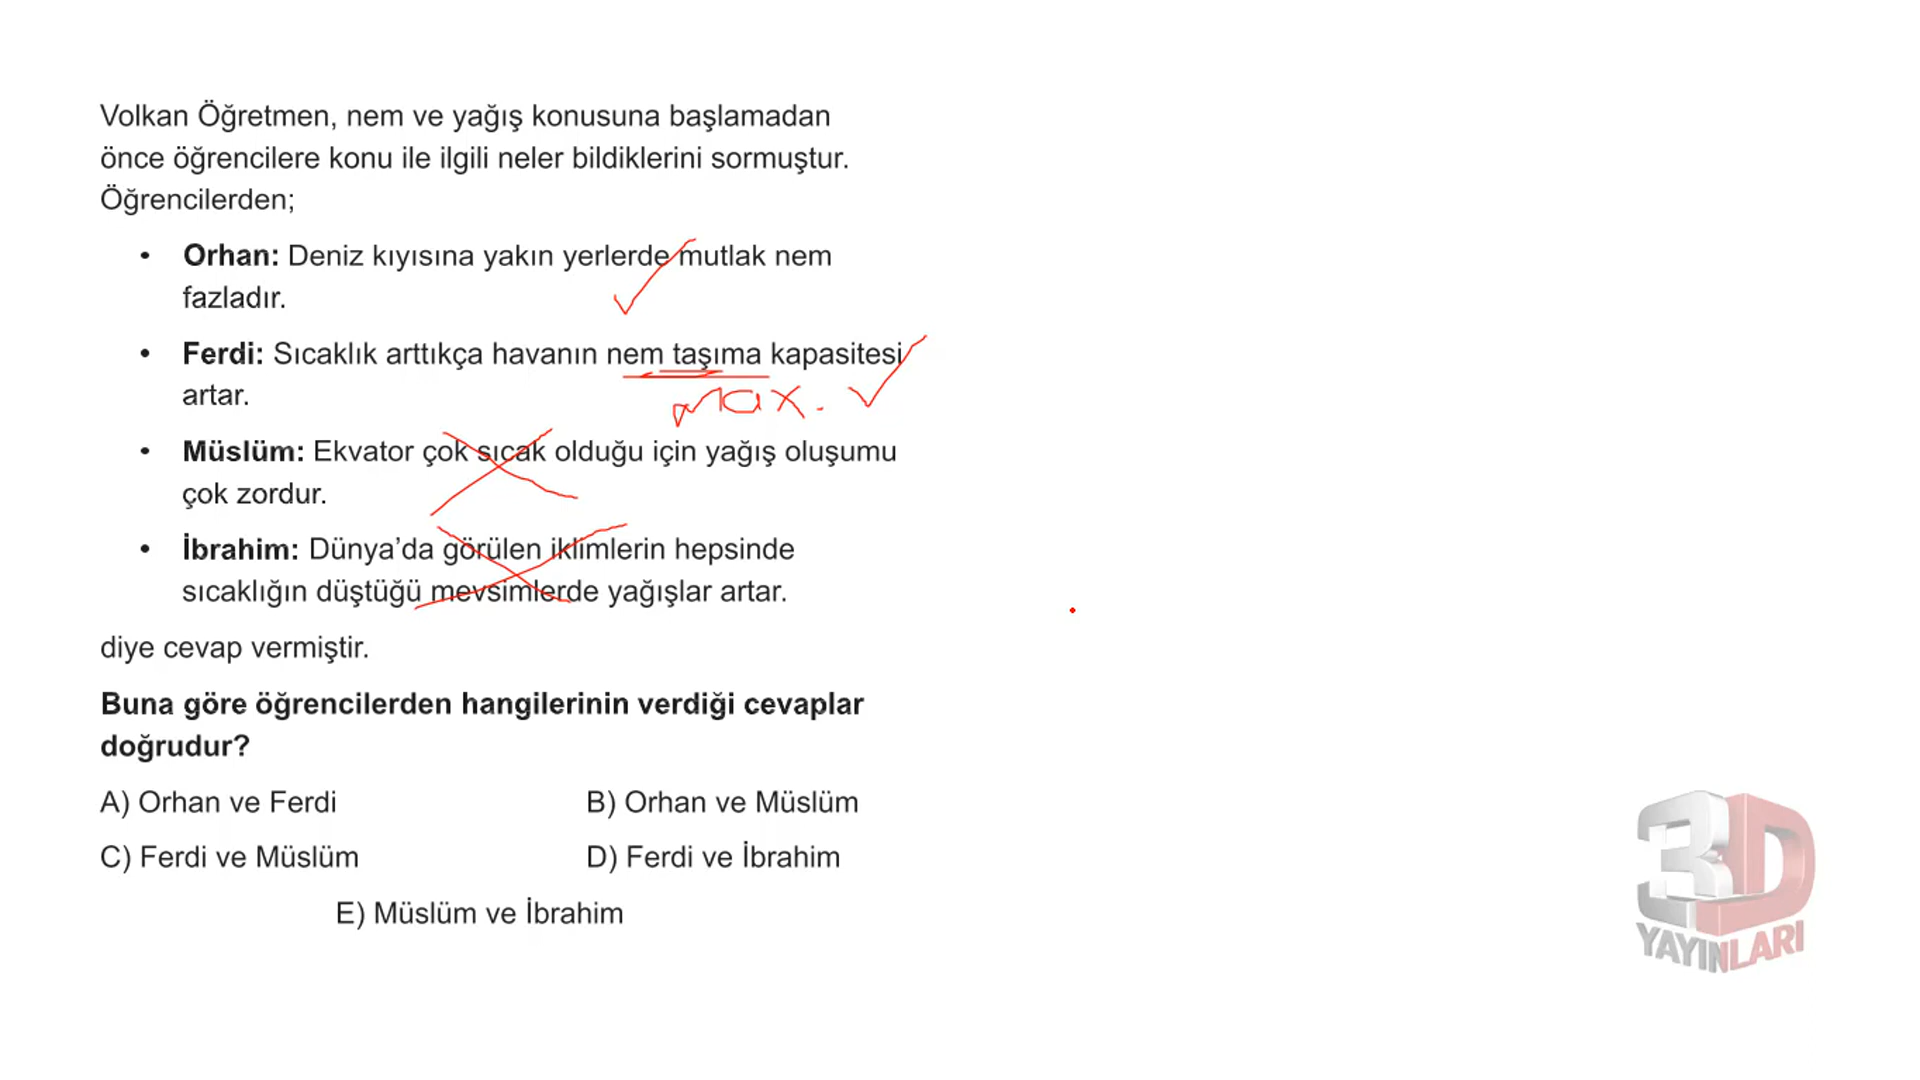 Volkan Öğretmen, nem ve yağış konusuna başlamadan
önce öğrencilere konu ile ilgili neler bildiklerini sormuştur.
Öğrencilerden;
• Orhan: Deniz kıyısına yakın yerlerde mutlak nem
fazladır.
• Ferdi: Sıcaklık arttıkça havanın nem taşıma kapasitesi
artar.
Max.
• Müslüm: Ekvator çok sıcak olduğu için yağış oluşumu
çok zordur.
• İbrahim: Dünya’da görülen iklimlerin hepsinde
sıcaklığın düştüğü mevsimlerde yağışlar artar.
diye cevap vermiştir.
Buna göre öğrencilerden hangilerinin verdiği cevaplar
doğrudur?
A) Orhan ve Ferdi B) Orhan ve Müslüm
C) Ferdi ve Müslüm D) Ferdi ve İbrahim
E) Müslüm ve İbrahim
3D
YAYINLARI